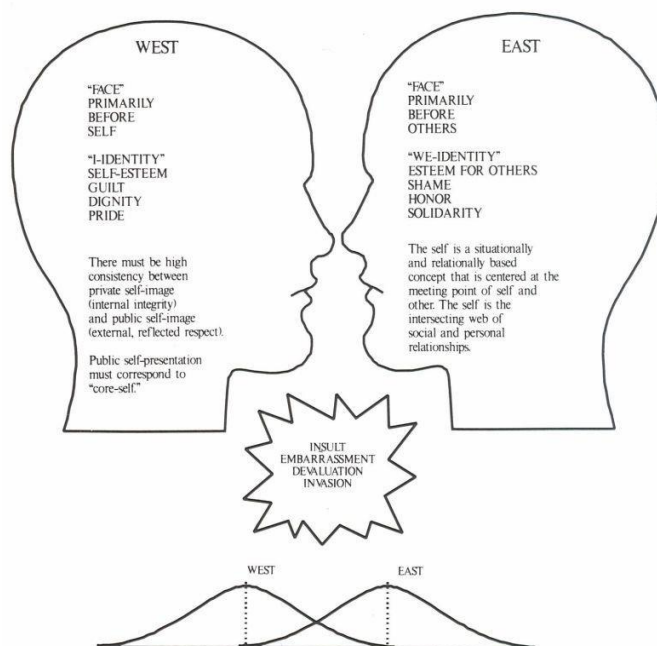 WEST
"FACE"
PRIMARILY
BEFORE
SELF
"I-IDENTITY"
SELF-ESTEEM
GUILT
DIGNITY
PRIDE
There must be high
consistency between
private self-image
(internal integrity)
and public self-image
(external, reflected respect).
Public self-presentation
must correspond to
"core-self."
EAST
"FACE"
PRIMARILY
BEFORE
OTHERS
"WE-IDENTITY"
ESTEEM FOR OTHERS
SHAME
HONOR
SOLIDARITY
The self is a situationally
and relationally based
concept that is centered at the
meeting point of self and
other. The self is the
intersecting web of
social and personal
relationships.
INSULT
EMBARRASSMENT
DEVALUATION
INVASION
WEST
EAST